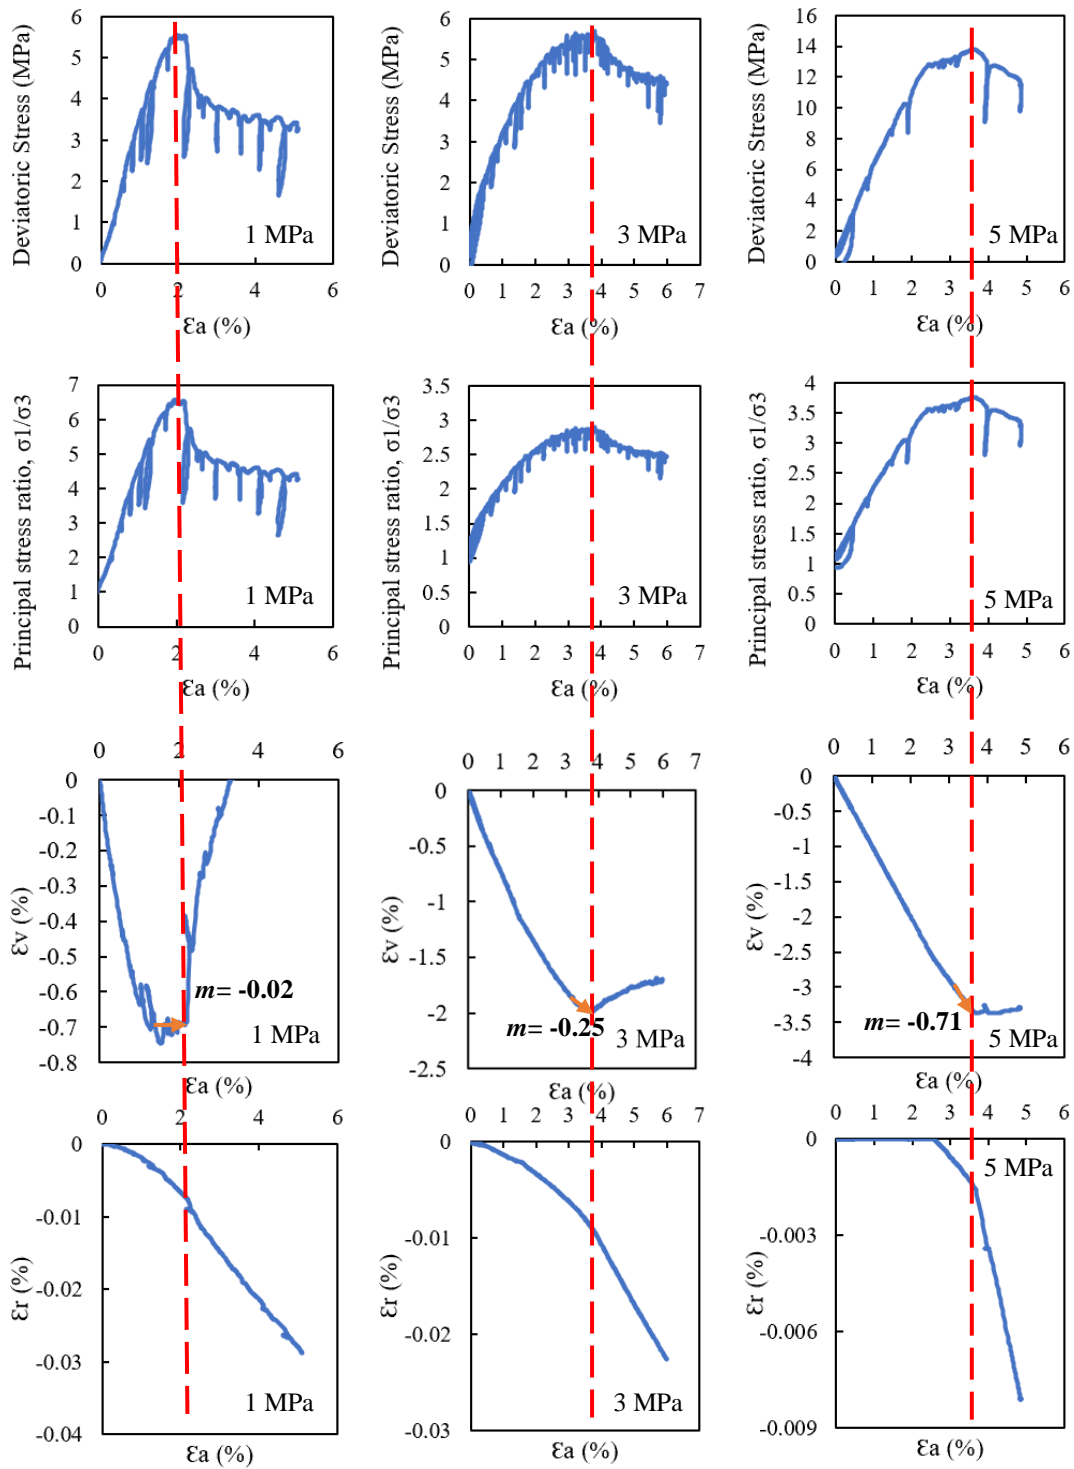 Deviatoric Stress (MPa)
6
5
4
3
2
1
0
0 2 4 6
1 MPa
Ɛa (%)
Deviatoric Stress (MPa)
6
5
4
3
2
1
0
0 1 2 3 4 5 6 7
3 MPa
Ɛa (%)
Deviatoric Stress (MPa)
16
14
12
10
8
6
4
2
0
0 1 2 3 4 5 6
5 MPa
Ɛa (%)
Principal stress ratio, σ1/σ3
7
6
5
4
3
2
1
0
0 2 4 6
1 MPa
Ɛa (%)
Principal stress ratio, σ1/σ3
3.5
3
2.5
2
1.5
1
0.5
0
0 1 2 3 4 5 6 7
3 MPa
Ɛa (%)
Principal stress ratio, σ1/σ3
4
3.5
3
2.5
2
1.5
1
0.5
0
0 1 2 3 4 5 6
5 MPa
Ɛa (%)
0 2 4 6
Ɛv (%)
0
-0.1
-0.2
-0.3
-0.4
-0.5
-0.6
-0.7
-0.8
m= -0.02
1 MPa
Ɛa (%)
0 1 2 3 4 5 6 7
Ɛv (%)
0
-0.5
-1
-1.5
-2
-2.5
m= -0.25
3 MPa
Ɛa (%)
0 1 2 3 4 5 6
Ɛv (%)
0
-0.5
-1
-1.5
-2
-2.5
-3
-3.5
-4
m= -0.71
5 MPa
Ɛa (%)
0 2 4 6
Ɛr (%)
0
-0.01
-0.02
-0.03
-0.04
1 MPa
Ɛa (%)
0 1 2 3 4 5 6 7
Ɛr (%)
0
-0.01
-0.02
-0.03
3 MPa
Ɛa (%)
0 1 2 3 4 5 6
Ɛr (%)
0
-0.003
-0.006
-0.009
5 MPa
Ɛa (%)